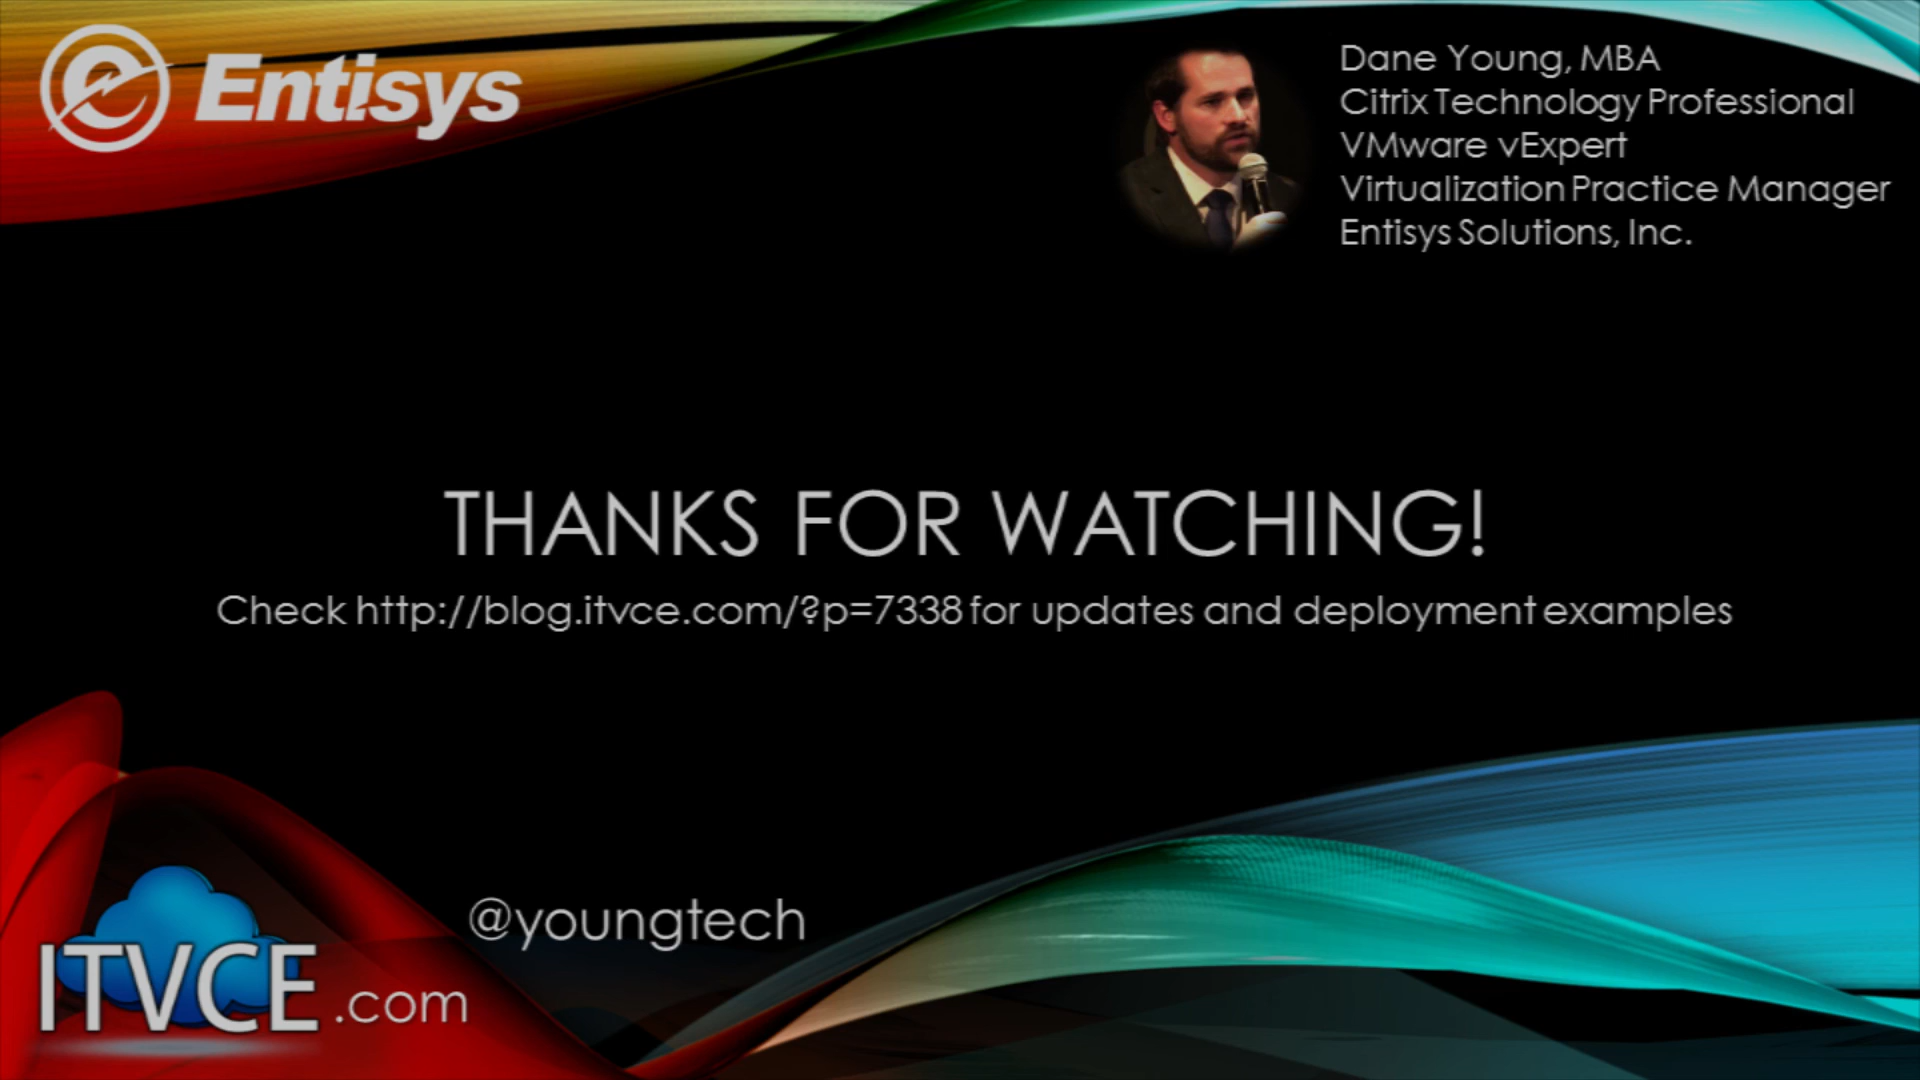 Entisys
Dane Young, MBA
Citrix Technology Professional
VMware vExpert
Virtualization Practice Manager
Entisys Solutions, Inc.
THANKS FOR WATCHING!
Check http://blog.itvce.com/?p=7338 for updates and deployment examples
@youngtech
ITVCE.com